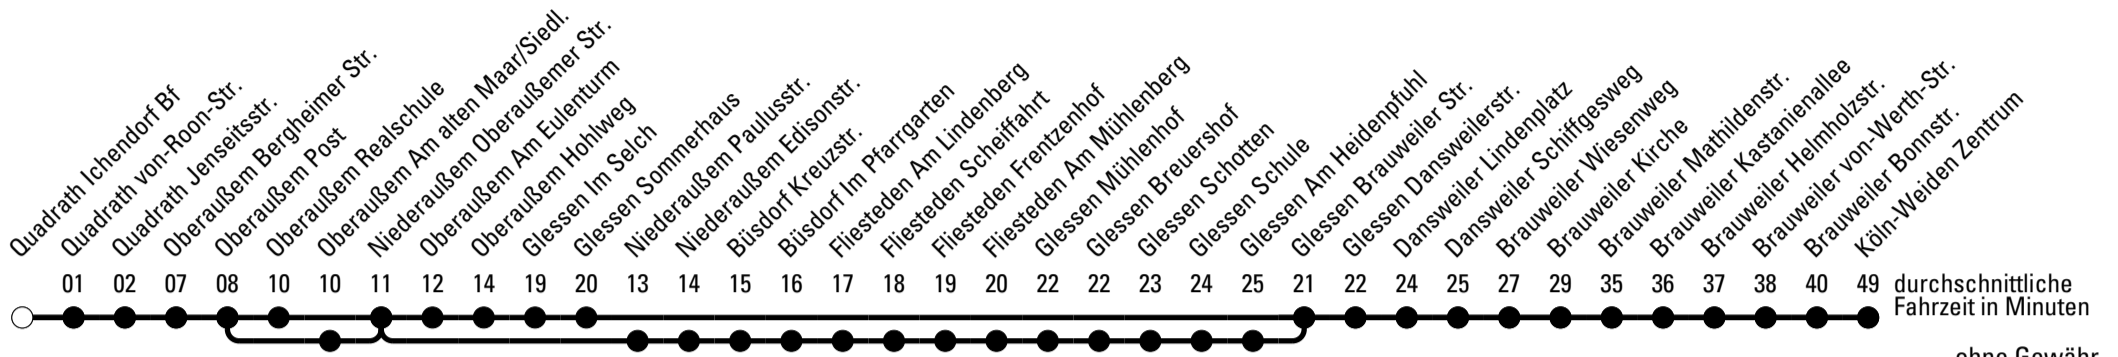 Quadrath Ichendorf Bf
Quadrath von-Roon-Str.
Quadrath Jenseitsstr.
Oberaußem Bergheimer Str.
Oberaußem Post
Oberaußem Realschule
Oberaußem Am alten Maar/Siedl.
Niederaußem Oberaußemer Str.
Oberaußem Am Eulenturm
Oberaußem Hohlweg
Glessen Im Selch
Glessen Sommerhaus
Niederaußem Paulusstr.
Niederaußem Edisonstr.
Büsdorf Kreuzstr.
Büsdorf Im Pfarrgarten
Fliesteden Am Lindenberg
Fliesteden Scheiffahrt
Fliesteden Frentzenhof
Fliesteden Am Mühlenberg
Glessen Mühlenhof
Glessen Breuershof
Glessen Schotten
Glessen Schule
Glessen Am Heidenpfuhl
Glessen Brauweiler Str.
Glessen Dansweilerstr.
Dansweiler Lindenplatz
Dansweiler Schiffgesweg
Brauweiler Wiesenweg
Brauweiler Kirche
Brauweiler Mathildenstr.
Brauweiler Kastanienallee
Brauweiler Helmholzstr.
Brauweiler von-Werth-Str.
Brauweiler Bonnstr.
Köln-Weiden Zentrum
01 02 07 08 10 10 11 12 14 19 20 13 14 15 16 17 18 19 20 22 22 23 24 25 21 22 24 25 27 29 35 36 37 38 40 49 durchschnittliche
Fahrzeit in Minuten
ohne Gewähr